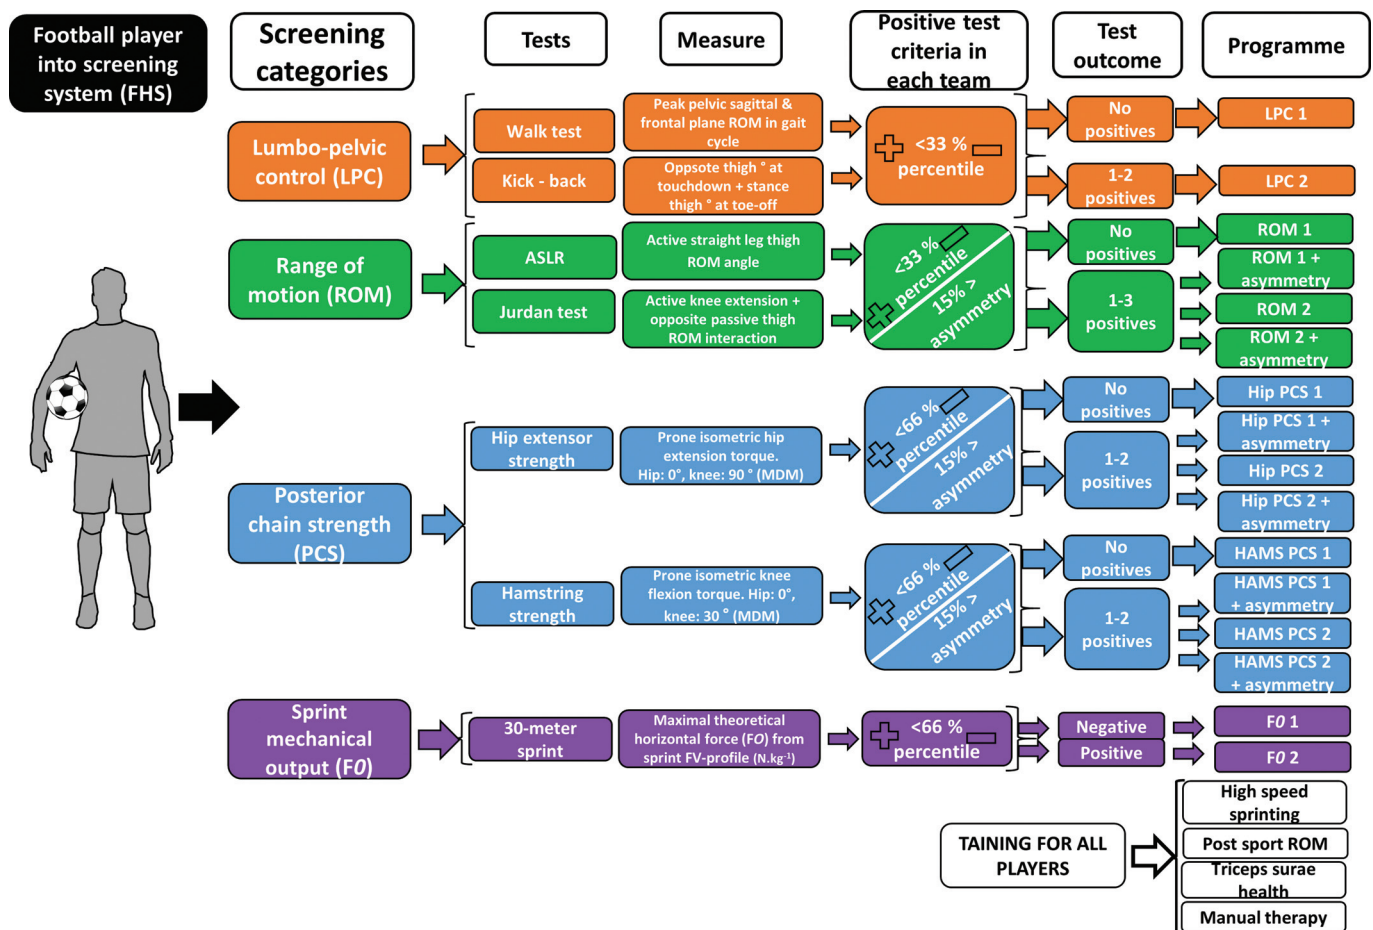 Football player
into screening
system (FHS)
Screening
categories
Tests
Measure
Positive test
criteria in
each team
Test
outcome
Programme
Lumbo-pelvic
control (LPC)
Walk test
Peak pelvic sagittal &
frontal plane ROM in gait
cycle
Kick - back
Oppsote thigh ° at
touchdown + stance
thigh ° at toe-off
<33 %
percentile
No
positives
LPC 1
1-2
positives
LPC 2
Range of
motion (ROM)
ASLR
Active straight leg thigh
ROM angle
Jurdan test
Active knee extension +
opposite passive thigh
ROM interaction
<33 %
percentile
15% >
asymmetry
No
positives
ROM 1
1-3
positives
ROM 1 +
asymmetry
ROM 2
ROM 2
+asymmetry
Posterior
chain strength
(PCS)
Hip extensor
strength
Prone isometric hip
extension torque.
Hip: 0°, knee: 90 ° (MDM)
<66 %
percentile
15% >
asymmetry
No
positives
Hip PCS 1
1-2
positives
Hip PCS 1 +
asymmetry
Hip PCS 2
Hip PCS 2 +
asymmetry
Hamstring
strength
Prone isometric knee
flexion torque. Hip: 0°,
knee: 30 ° (MDM)
<66 %
percentile
15% >
asymmetry
No
positives
HAMS PCS 1
1-2
positives
HAMS PCS 1
+ asymmetry
HAMS PCS 2
HAMS PCS 2
+ asymmetry
Sprint
mechanical
output (F0)
30-meter
sprint
Maximal theoretical
horizontal force (FO) from
sprint FV-profile (N.kg-1)
<66 %
percentile
Negative
F0 1
Positive
F0 2
TAINING FOR ALL
PLAYERS
High speed
sprinting
Post sport ROM
Triceps surae
health
Manual therapy